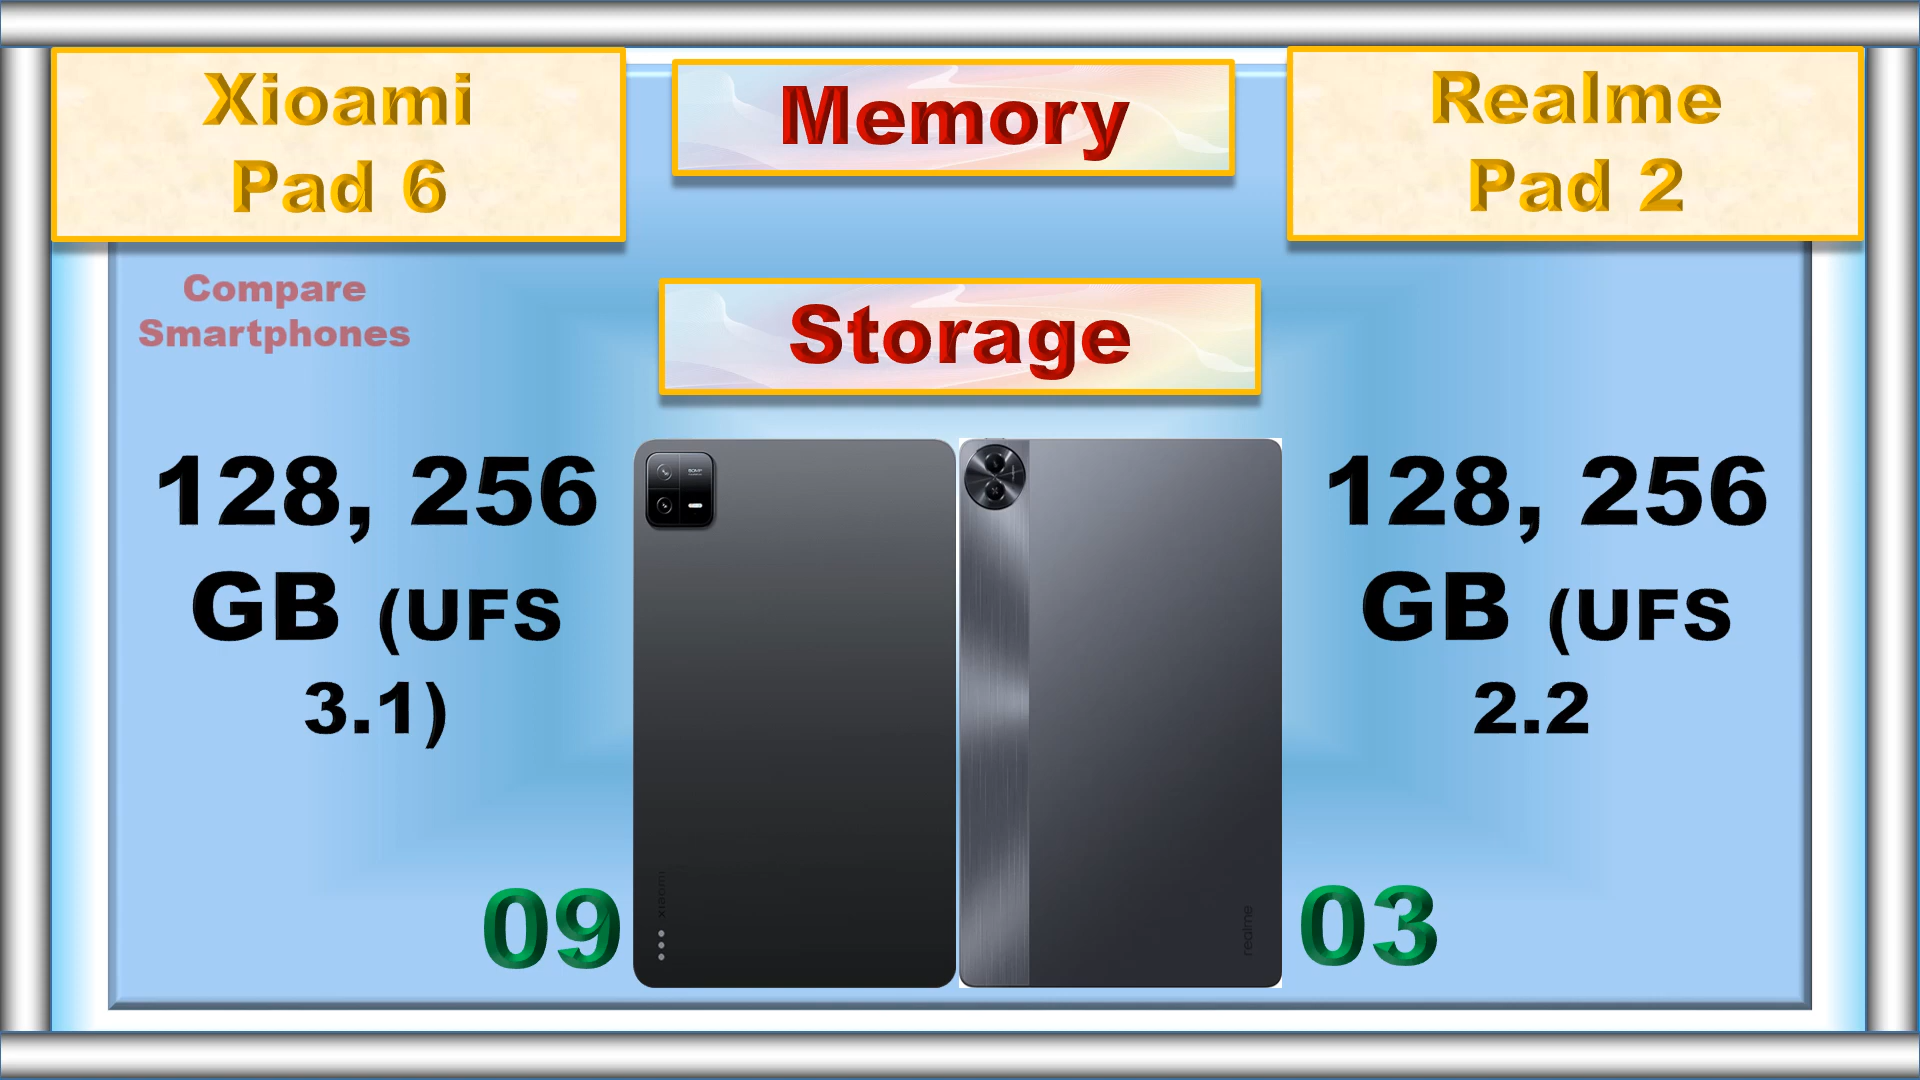 Xioami
Pad 6
Memory
Realme
Pad 2
Compare
Smartphones
Storage
128, 256
GB (UFS
3.1)
128, 256
GB (UFS
2.2
09
03
xiaomi
realme